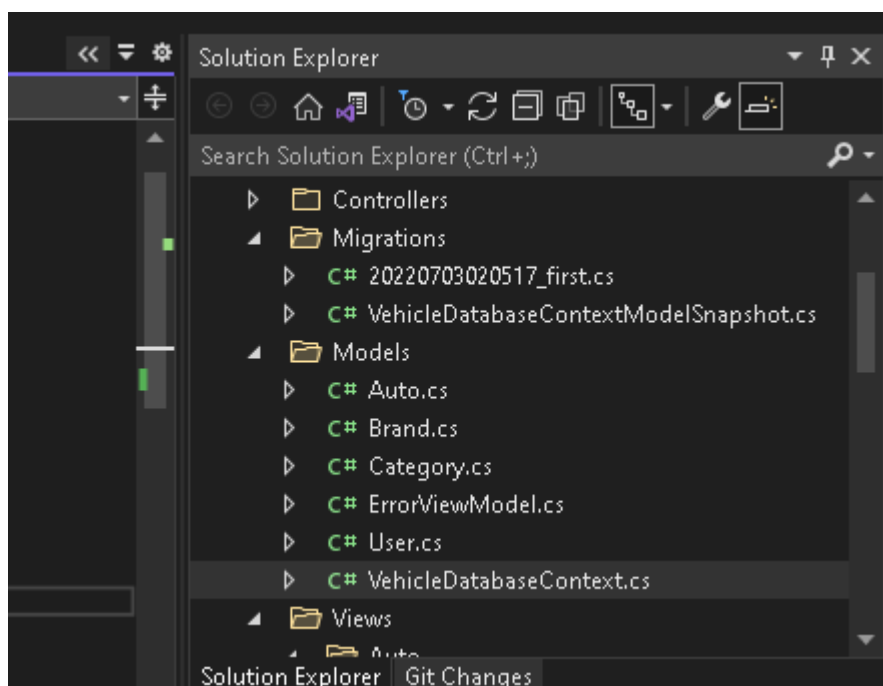 Solution Explorer
Search Solution Explorer (Ctrl+;)
Controllers
Migrations
C# 20220703020517_first.cs
C# VehicleDatabaseContextModelSnapshot.cs
Models
C# Auto.cs
C# Brand.cs
C# Category.cs
C# ErrorViewModel.cs
C# User.cs
C# VehicleDatabaseContext.cs
Views
Auto
Solution Explorer Git Changes